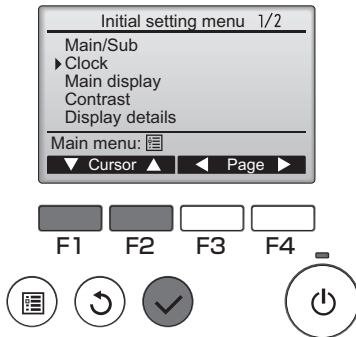 Initial setting menu 1/2
Main/Sub
Clock
Main display
Contrast
Display details
Main menu:
Cursor Page
F1 F2 F3 F4